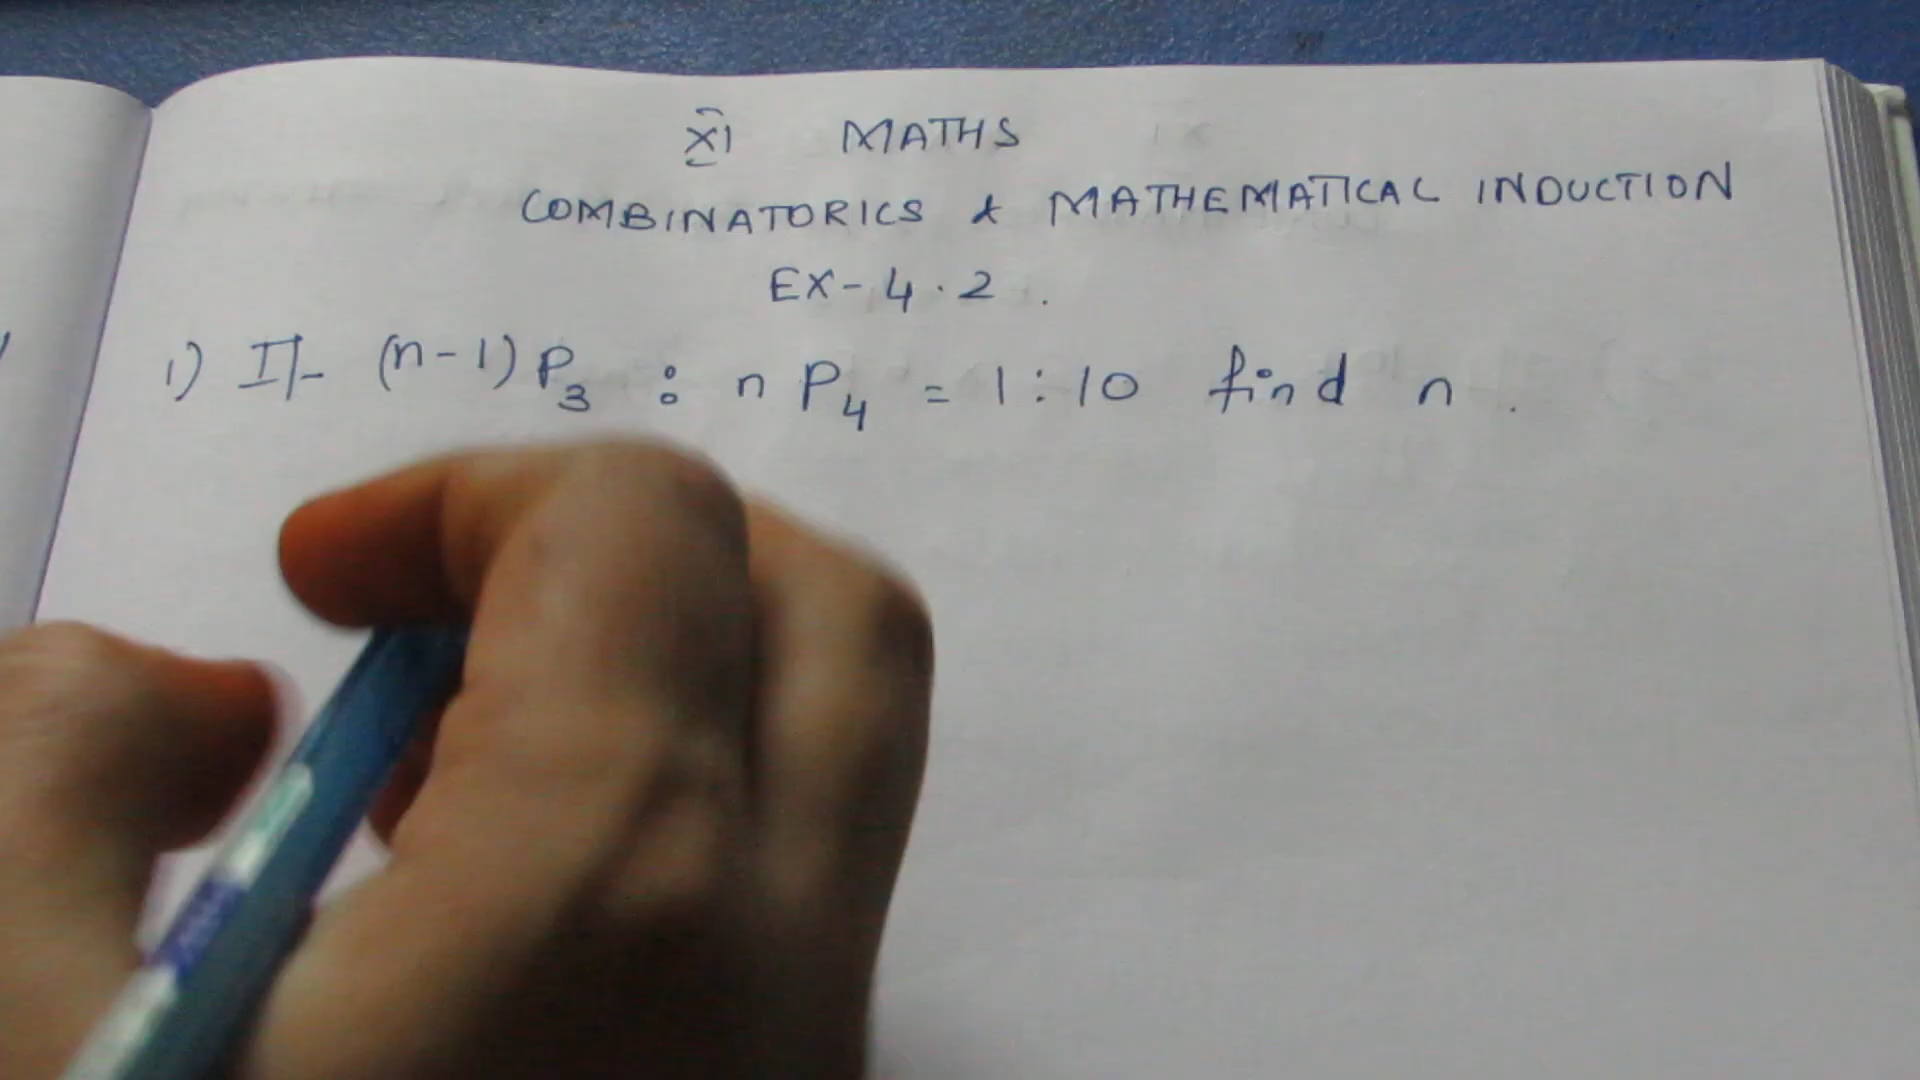 XI MATHS
COMBINATORICS & MATHEMATICAL INDUCTION
EX-4.2.
1) If (n-1)P₃ : nP₄ = 1:10 find n.